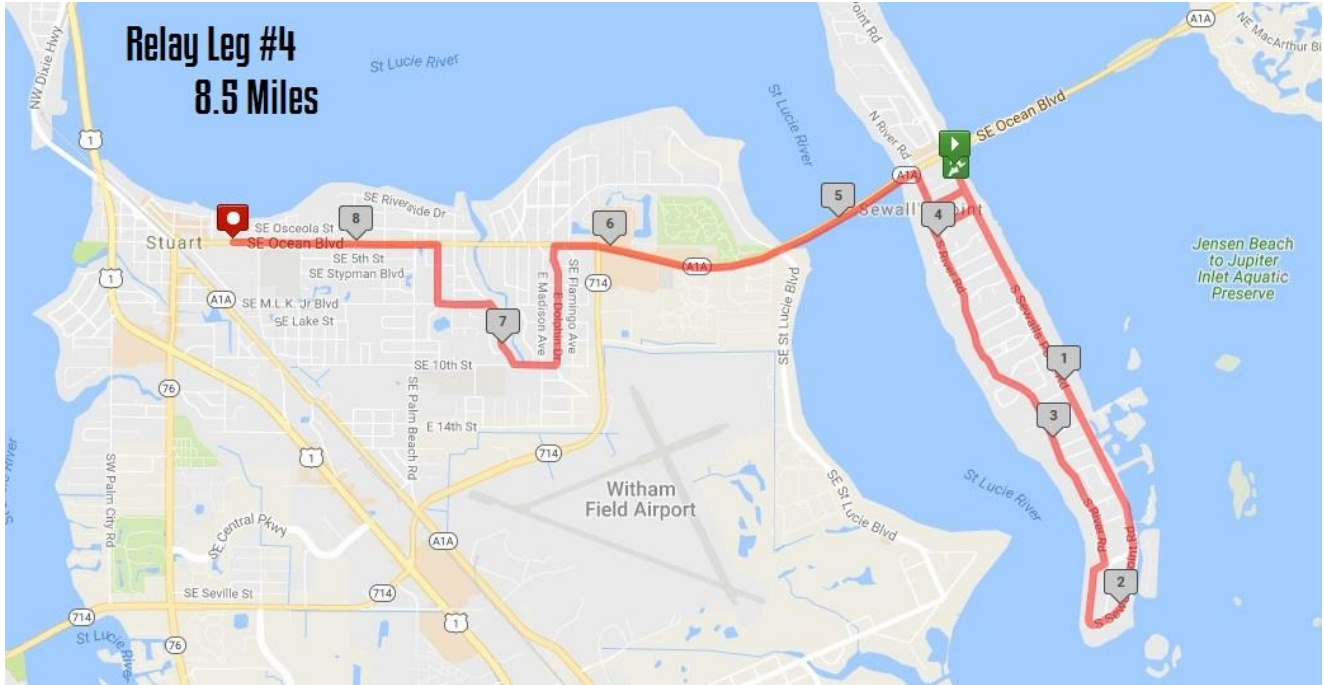 Relay Leg #4
8.5 Miles
NW Dixie Hwy
St Lucie River
Point Rd
A1A
NE MacArthur Bl
1
St Lucie River
N River Rd
SE Ocean Blvd
A1A
5
Sewall's Point
4
SE Riverside Dr
8
6
SE Osceola St
Stuart
SE Ocean Blvd
SE 5th St
SE Stypman Blvd
A1A
714
1
A1A
SE M.L.K. Jr Blvd
SE Lake St
7
E Madison Ave
E Dolphin Dr
SE Flamingo Ave
SE St Lucie Blvd
S River Rd
S Sewalls Point Rd
Jensen Beach
to Jupiter
Inlet Aquatic
Preserve
1
SE 10th St
76
SE Palm Beach Rd
3
E 14th St
1
714
SW Palm City Rd
Witham
Field Airport
SE St Lucie Blvd
St Lucie River
S River Rd
Point Rd
SE Central Pkwy
A1A
2
SE Seville St
714
714
1
St Lucie River
76